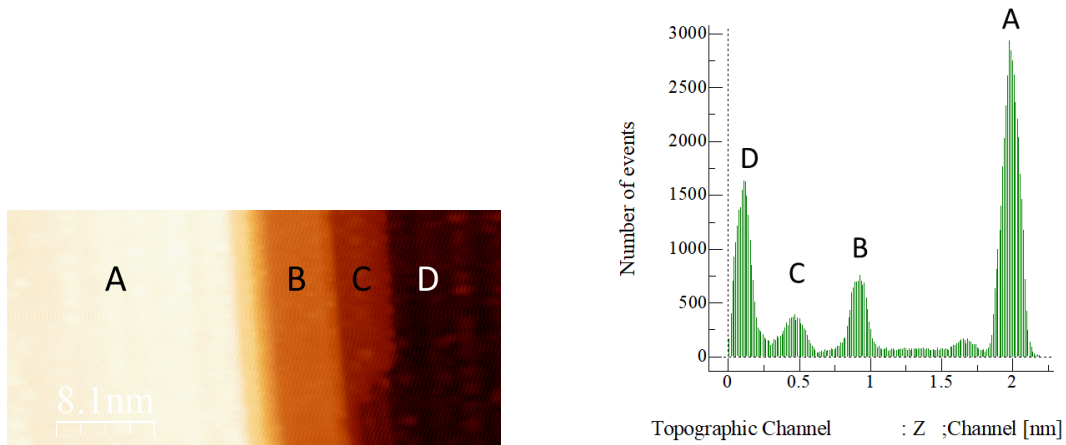 A B C D
8.1nm
A
3000
2500
2000
D
1500
1000
B
C
500
0
Number of events
0 0.5 1 1.5 2
Topographic Channel : Z ;Channel [nm]